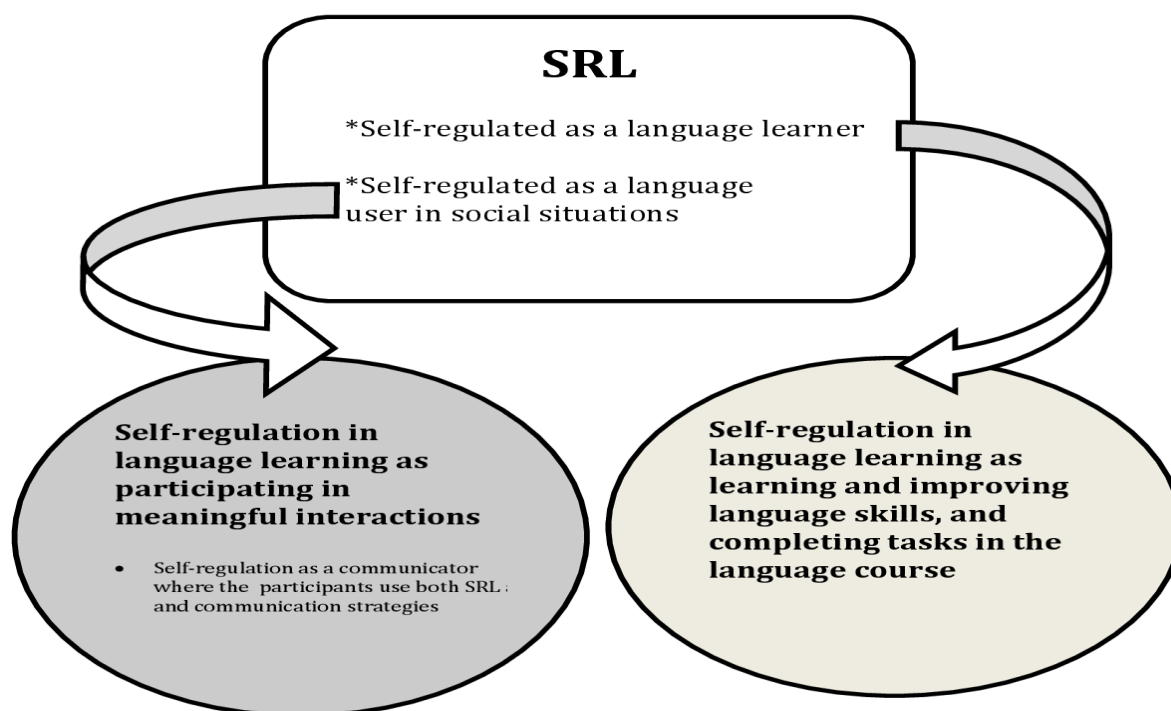 SRL
*Self-regulated as a language learner
*Self-regulated as a language
user in social situations
Self-regulation in
language learning as
participating in
meaningful interactions
• Self-regulation as a communicator
where the participants use both SRL
and communication strategies
Self-regulation in
language learning as
learning and improving
language skills, and
completing tasks in the
language course